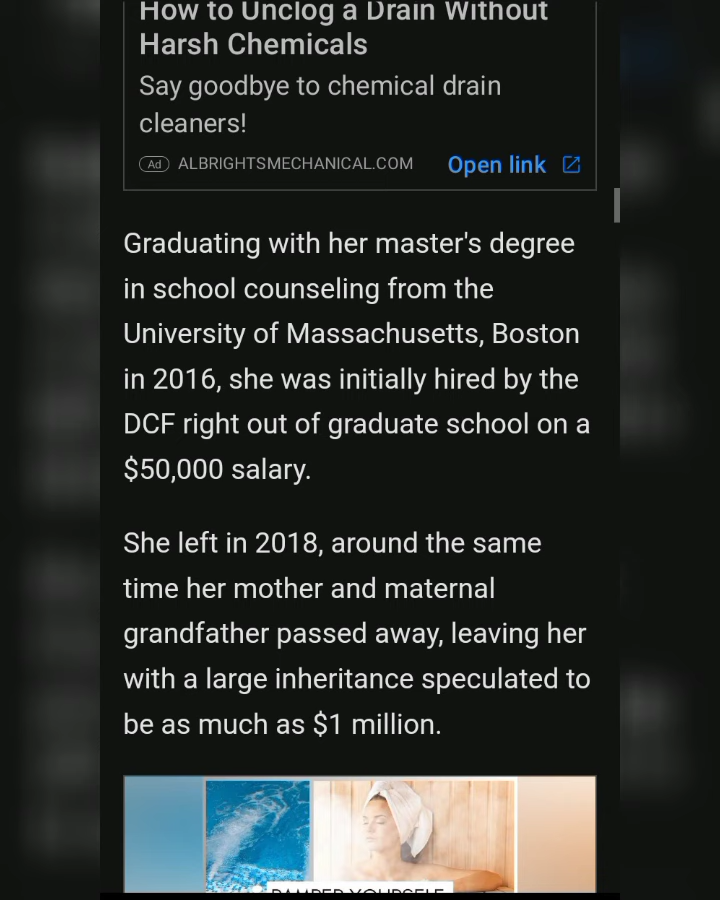 How to Unclog a Drain Without
Harsh Chemicals
Say goodbye to chemical drain
cleaners!
Ad ALBRIGHTSMECHANICAL.COM Open link
Graduating with her master's degree
in school counseling from the
University of Massachusetts, Boston
in 2016, she was initially hired by the
DCF right out of graduate school on a
$50,000 salary.
She left in 2018, around the same
time her mother and maternal
grandfather passed away, leaving her
with a large inheritance speculated to
be as much as $1 million.
PAMPER YOURSELF